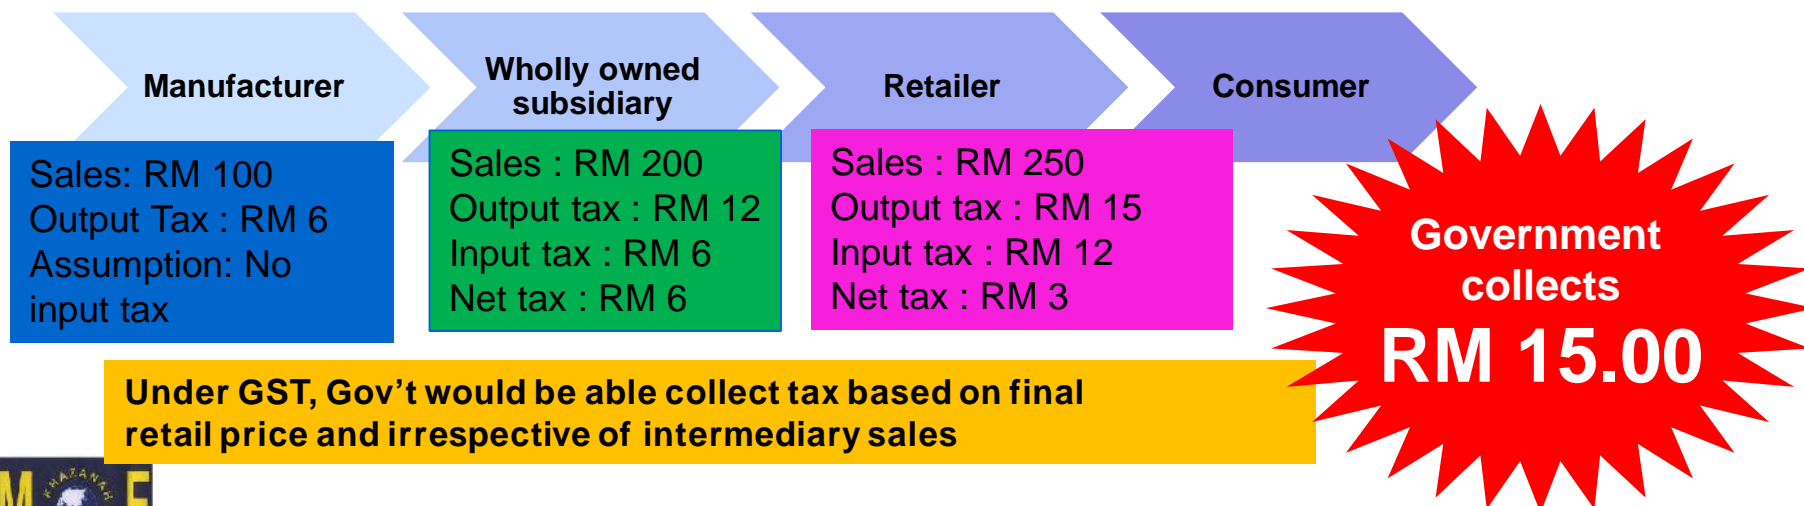 Manufacturer
Wholly owned
subsidiary
Retailer
Consumer
Sales: RM 100
Output Tax : RM 6
Assumption: No
input tax
Sales : RM 200
Output tax : RM 12
Input tax : RM 6
Net tax : RM 6
Sales : RM 250
Output tax : RM 15
Input tax : RM 12
Net tax : RM 3
Government
collects
RM 15.00
Under GST, Gov't would be able collect tax based on final
retail price and irrespective of intermediary sales
KHAZANAH
M F